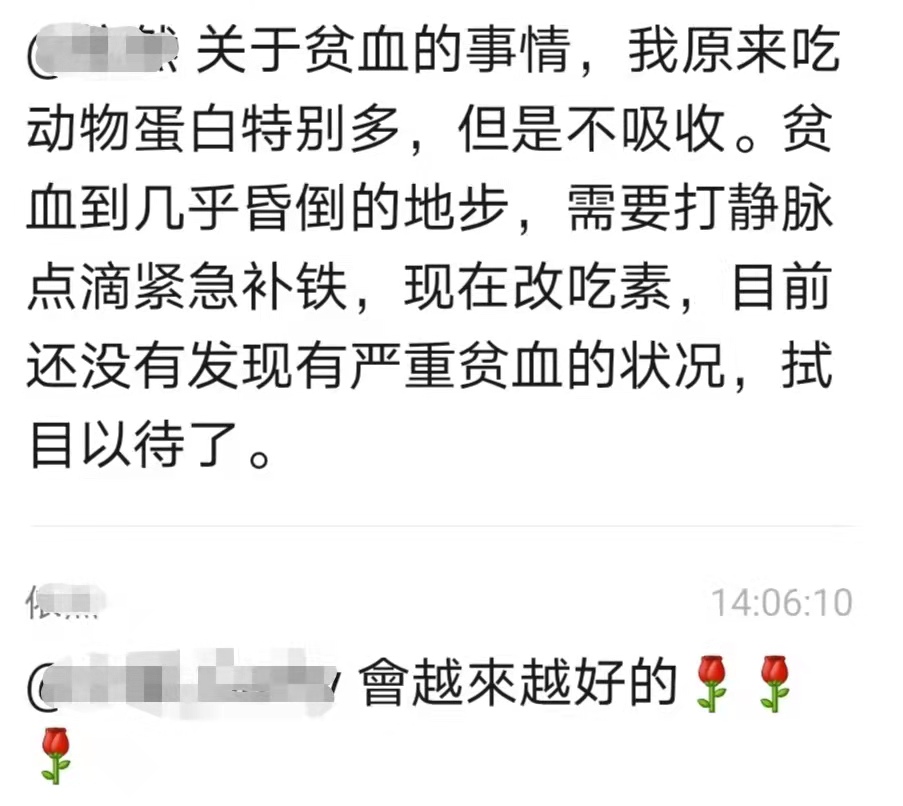 @ 关于贫血的事情，我原来吃
动物蛋白特别多，但是不吸收。贫
血到几乎昏倒的地步，需要打静脉
点滴紧急补铁，现在改吃素，目前
还没有发现有严重贫血的状况，拭
目以待了。
14:06:10
@ 會越來越好的🌹🌹
🌹